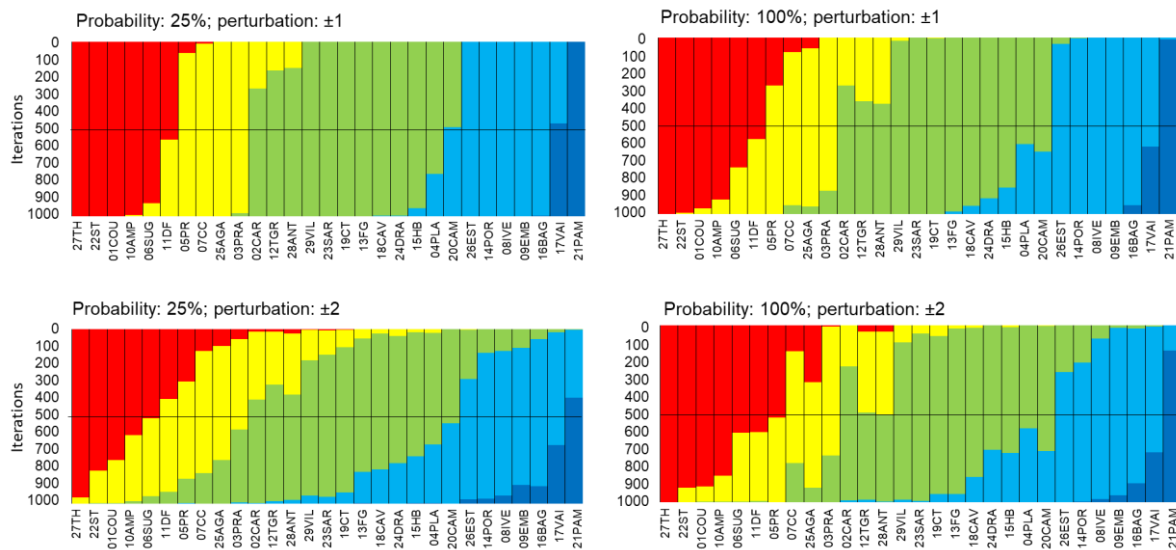 Probability: 25%; perturbation: ±1
0
100
200
300
400
500
600
700
800
900
1000
Iterations
27TH
22ST
01COU
10AMP
06SUG
11DF
05PR
07CC
25AGA
03PRA
02CAR
12TGR
28ANT
29VIL
23SAR
19CT
13FG
18CAV
24DRA
15HB
04PLA
20CAM
26EST
14POR
08IVE
09EMB
16BAG
17VAI
21PAM
Probability: 100%; perturbation: ±1
0
100
200
300
400
500
600
700
800
900
1000
Iterations
27TH
22ST
01COU
10AMP
06SUG
11DF
05PR
07CC
25AGA
03PRA
02CAR
12TGR
28ANT
29VIL
23SAR
19CT
13FG
18CAV
24DRA
15HB
04PLA
20CAM
26EST
14POR
08IVE
09EMB
16BAG
17VAI
21PAM
Probability: 25%; perturbation: ±2
0
100
200
300
400
500
600
700
800
900
1000
Iterations
27TH
22ST
01COU
10AMP
06SUG
11DF
05PR
07CC
25AGA
03PRA
02CAR
12TGR
28ANT
29VIL
23SAR
19CT
13FG
18CAV
24DRA
15HB
04PLA
20CAM
26EST
14POR
08IVE
09EMB
16BAG
17VAI
21PAM
Probability: 100%; perturbation: ±2
0
100
200
300
400
500
600
700
800
900
1000
Iterations
27TH
22ST
01COU
10AMP
06SUG
11DF
05PR
07CC
25AGA
03PRA
02CAR
12TGR
28ANT
29VIL
23SAR
19CT
13FG
18CAV
24DRA
15HB
04PLA
20CAM
26EST
14POR
08IVE
09EMB
16BAG
17VAI
21PAM